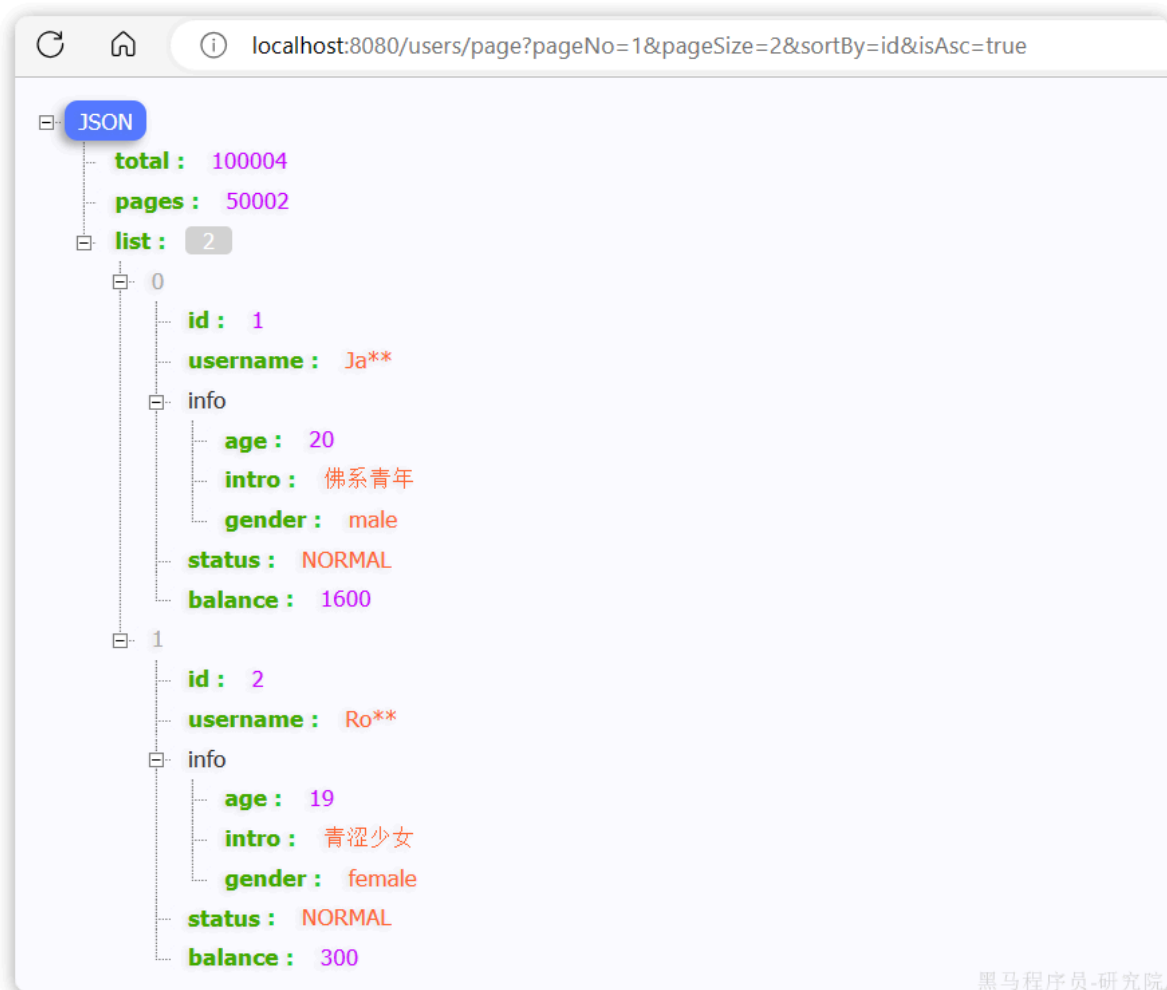 localhost:8080/users/page?pageNo=1&pageSize=2&sortBy=id&isAsc=true
JSON
total : 100004
pages : 50002
list : 2
0
id : 1
username : Ja**
info
age : 20
intro : 佛系青年
gender : male
status : NORMAL
balance : 1600
1
id : 2
username : Ro**
info
age : 19
intro : 青涩少女
gender : female
status : NORMAL
balance : 300
黑马程序员-研究院